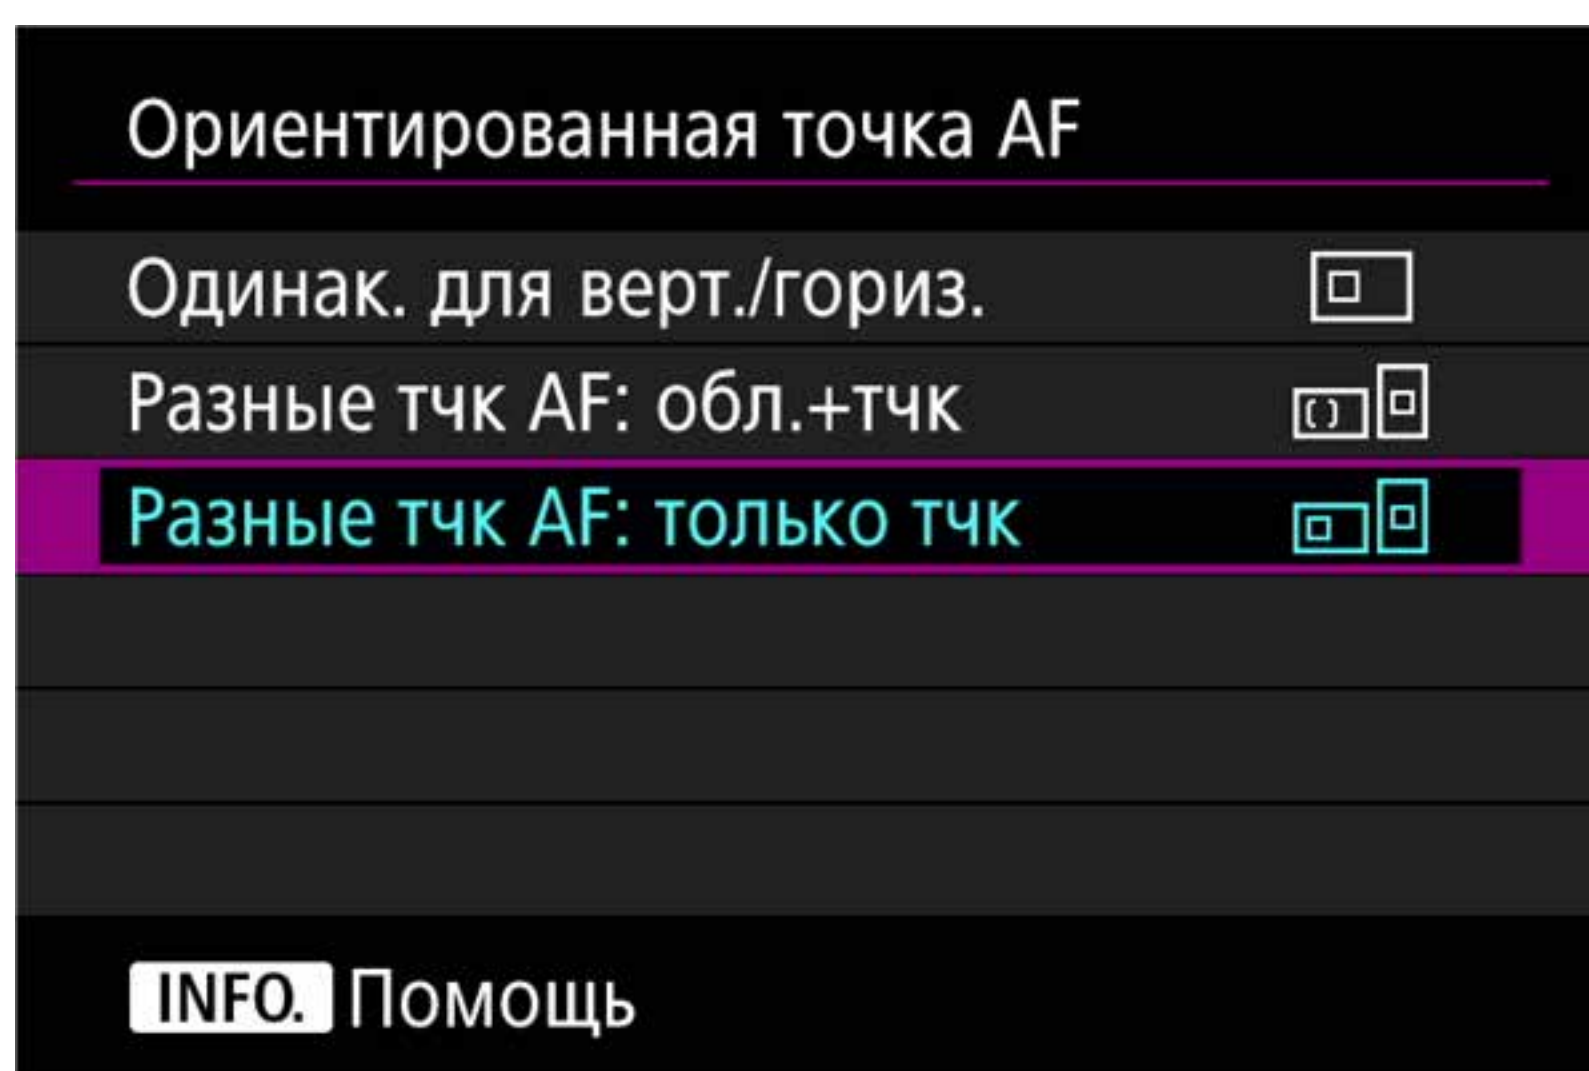 Ориентированная точка AF
Одинак. для верт./гориз.
Разные тчк AF: обл.+тчк
Разные тчк AF: только тчк
INFO. Помощь